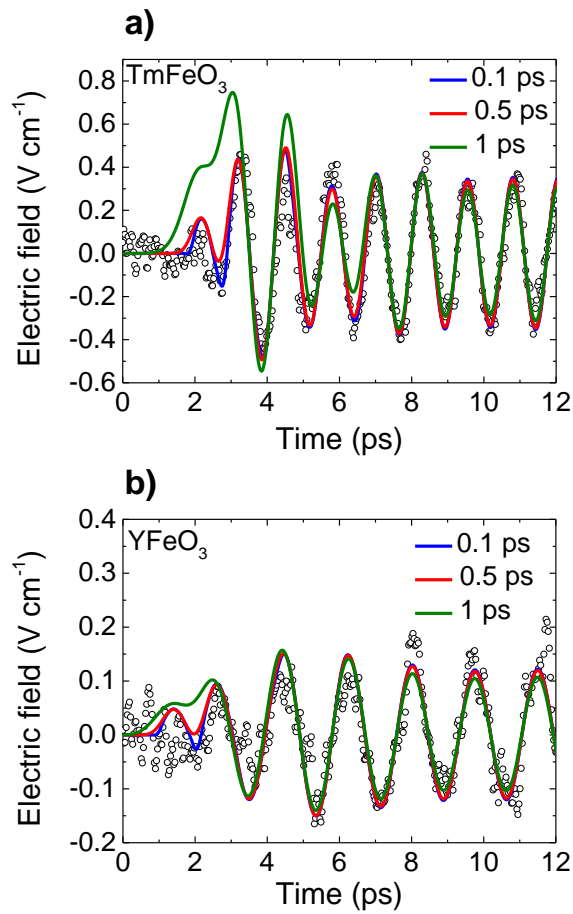 a)
TmFeO3
0.1 ps
0.5 ps
1 ps
0.8
0.6
0.4
0.2
0.0
-0.2
-0.4
-0.6
Electric field (V cm-1)
0 2 4 6 8 10 12
Time (ps)
b)
YFeO3
0.1 ps
0.5 ps
1 ps
0.4
0.3
0.2
0.1
0.0
-0.1
-0.2
Electric field (V cm-1)
0 2 4 6 8 10 12
Time (ps)